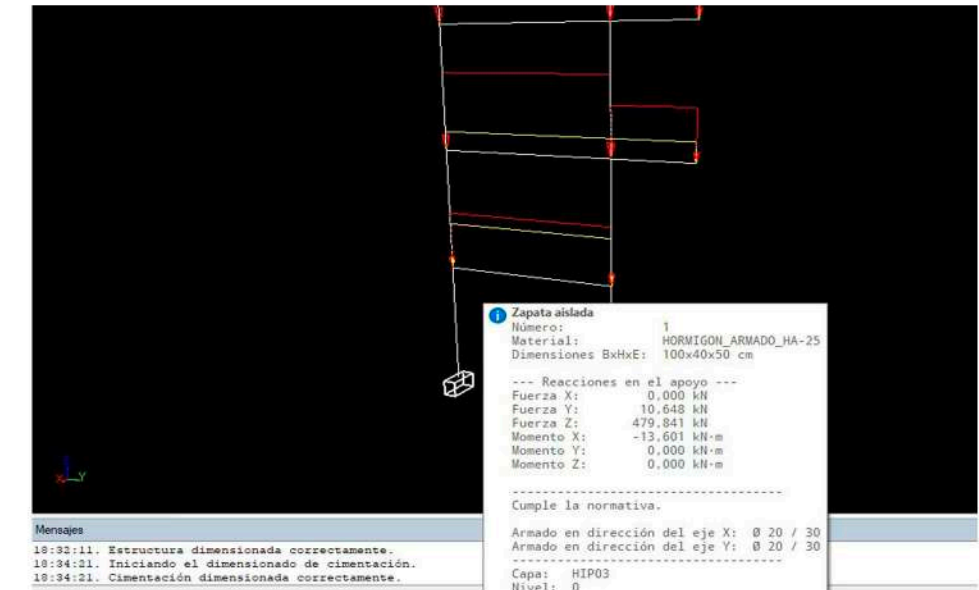 Zapata aislada
Número: 1
Material: HORMIGON_ARMADO_HA-25
Dimensiones BxHxE: 100x40x50 cm
--- Reacciones en el apoyo ---
Fuerza X: 0,000 kN
Fuerza Y: 10,648 kN
Fuerza Z: 479,841 kN
Momento X: -13,601 kN·m
Momento Y: 0,000 kN·m
Momento Z: 0,000 kN·m
-----------------------------------
Cumple la normativa.
Armado en dirección del eje X: Ø 20 / 30
Armado en dirección del eje Y: Ø 20 / 30
-----------------------------------
Capa: HIP03
Nivel: 0
X Y
Mensajes
18:32:11. Estructura dimensionada correctamente.
18:34:21. Iniciando el dimensionado de cimentación.
18:34:21. Cimentación dimensionada correctamente.